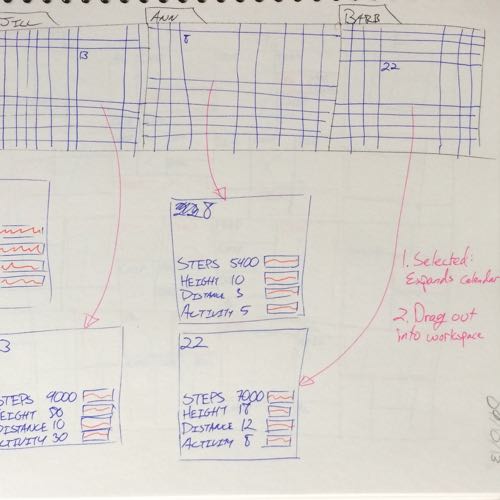 JILL
ANN
BARB
13
8
22
8
STEPS 5400
HEIGHT 10
DISTANCE 3
ACTIVITY 5
1. Selected:
Expands calendar
2. Drag out
into workspace
3
STEPS 9000
HEIGHT 50
DISTANCE 10
ACTIVITY 30
22
STEPS 7000
HEIGHT 18
DISTANCE 12
ACTIVITY 8